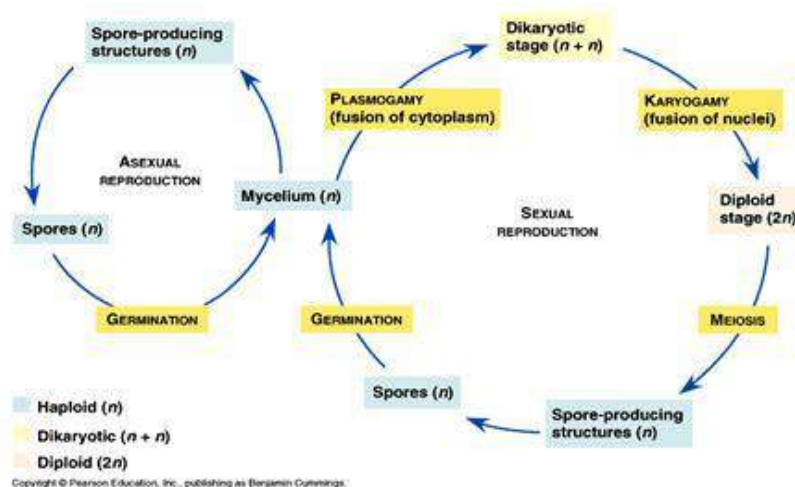 Spore-producing
structures (n)
Dikaryotic
stage (n + n)
PLASMOGAMY
(fusion of cytoplasm)
KARYOGAMY
(fusion of nuclei)
ASEXUAL
REPRODUCTION
Mycelium (n)
Spores (n)
SEXUAL
REPRODUCTION
Diploid
stage (2n)
GERMINATION
GERMINATION
MEIOSIS
Spores (n)
Spore-producing
structures (n)
Haploid (n)
Dikaryotic (n + n)
Diploid (2n)
Copyright © Pearson Education, Inc., publishing as Benjamin Cummings.